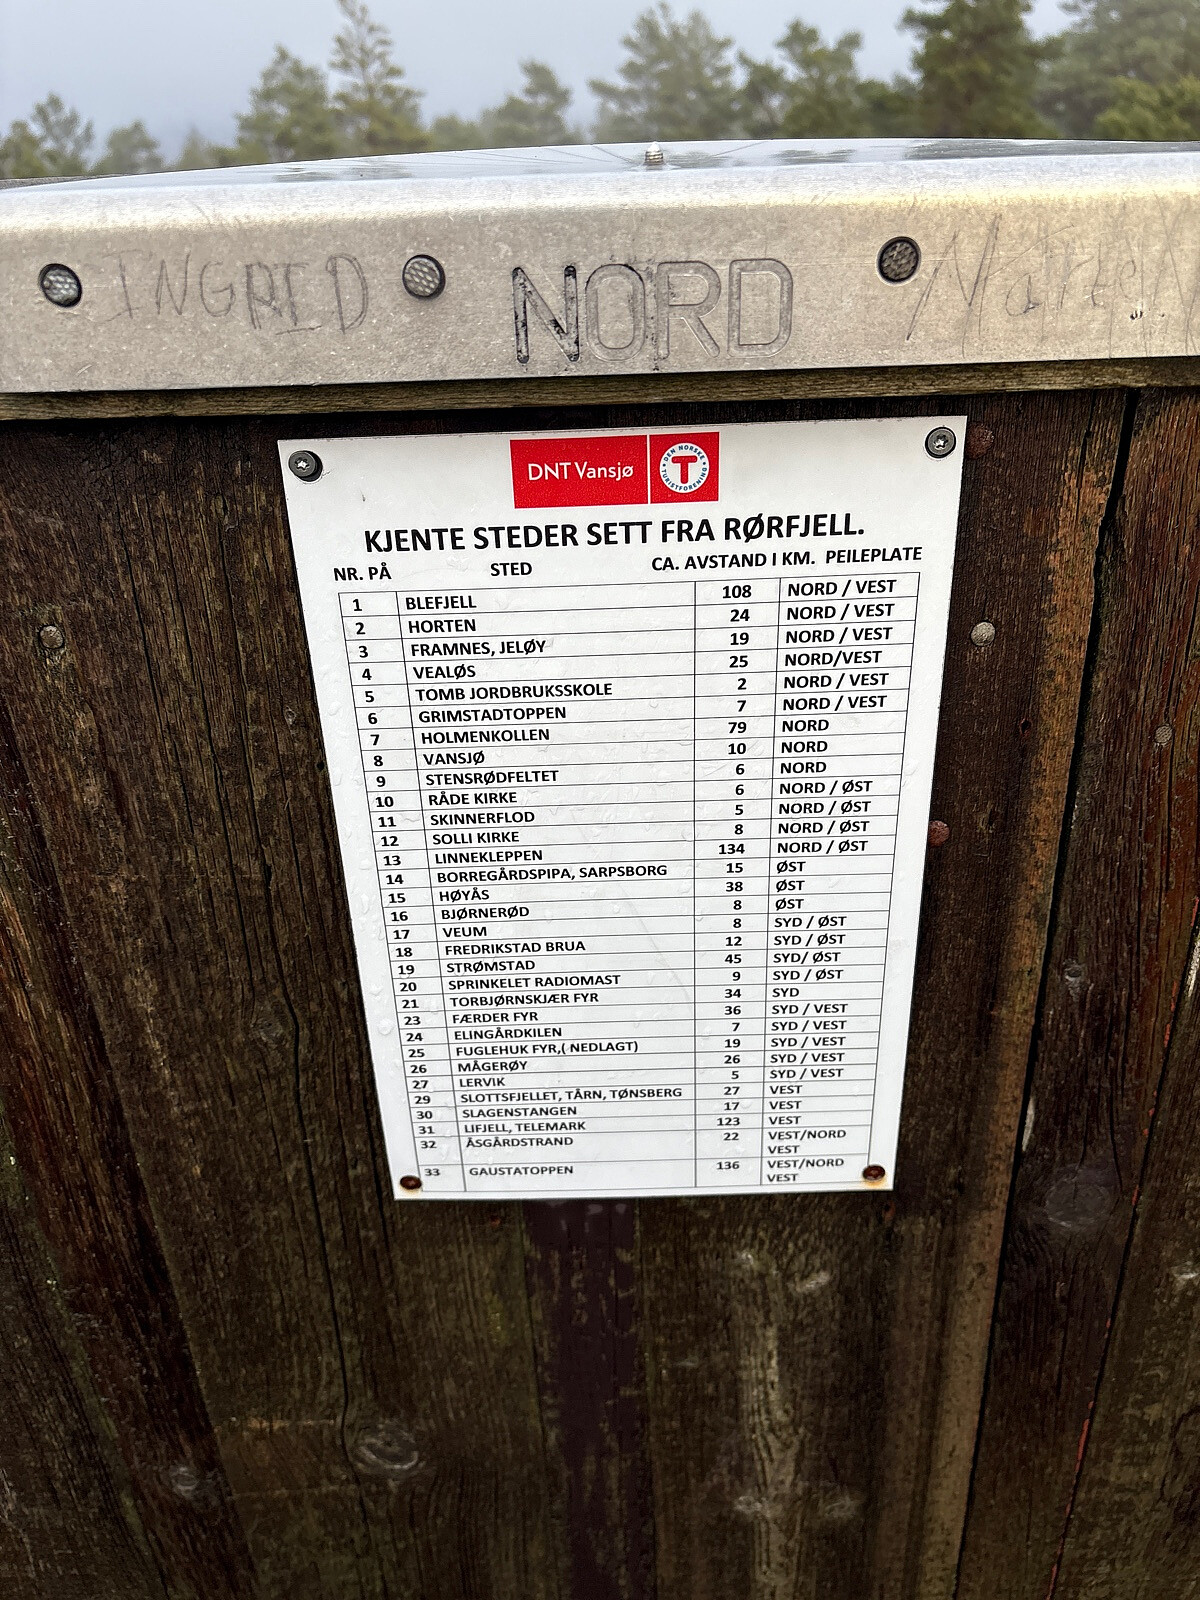 INGRID NORD
DNT Vansjø DEN NORSKE TURISTFORENING T
KJENTE STEDER SETT FRA RØRFJELL.
NR. PÅ STED CA. AVSTAND I KM. PEILEPLATE
1 BLEFJELL 108 NORD / VEST
2 HORTEN 24 NORD / VEST
3 FRAMNES, JELØY 19 NORD / VEST
4 VEALØS 25 NORD/VEST
5 TOMB JORDBRUKSSKOLE 2 NORD / VEST
6 GRIMSTADTOPPEN 7 NORD / VEST
7 HOLMENKOLLEN 79 NORD
8 VANSJØ 10 NORD
9 STENSRØDFELTET 6 NORD
10 RÅDE KIRKE 6 NORD / ØST
11 SKINNERFLOD 5 NORD / ØST
12 SOLLI KIRKE 8 NORD / ØST
13 LINNEKLEPPEN 134 NORD / ØST
14 BORREGÅRDSPIPA, SARPSBORG 15 ØST
15 HØYÅS 38 ØST
16 BJØRNERØD 8 ØST
17 VEUM 8 SYD / ØST
18 FREDRIKSTAD BRUA 12 SYD / ØST
19 STRØMSTAD 45 SYD/ ØST
20 SPRINKELET RADIOMAST 9 SYD / ØST
21 TORBJØRNSKJÆR FYR 34 SYD
23 FÆRDER FYR 36 SYD / VEST
24 ELINGÅRDKILEN 7 SYD / VEST
25 FUGLEHUK FYR,( NEDLAGT) 19 SYD / VEST
26 MÅGERØY 26 SYD / VEST
27 LERVIK 5 SYD / VEST
29 SLOTTSFJELLET, TÅRN, TØNSBERG 27 VEST
30 SLAGENSTANGEN 17 VEST
31 LIFJELL, TELEMARK 123 VEST
32 ÅSGÅRDSTRAND 22 VEST/NORD
VEST
33 GAUSTATOPPEN 136 VEST/NORD
VEST